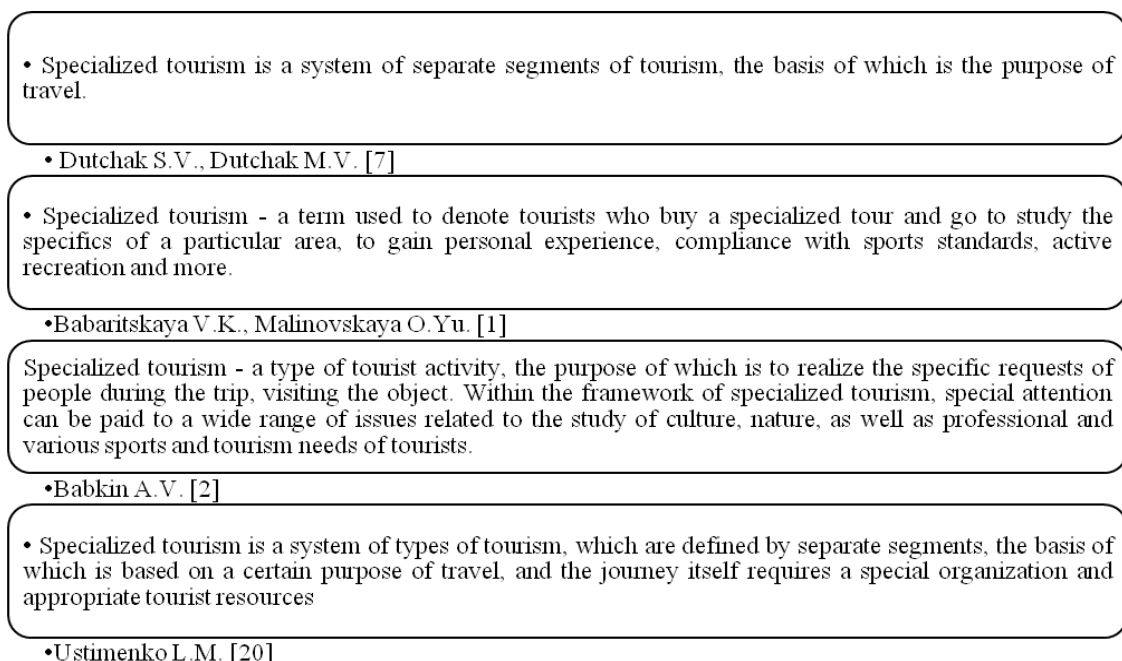 • Specialized tourism is a system of separate segments of tourism, the basis of which is the purpose of
travel.
• Dutchak S.V., Dutchak M.V. [7]
• Specialized tourism - a term used to denote tourists who buy a specialized tour and go to study the
specifics of a particular area, to gain personal experience, compliance with sports standards, active
recreation and more.
•Babaritskaya V.K., Malinovskaya O.Yu. [1]
Specialized tourism - a type of tourist activity, the purpose of which is to realize the specific requests of
people during the trip, visiting the object. Within the framework of specialized tourism, special attention
can be paid to a wide range of issues related to the study of culture, nature, as well as professional and
various sports and tourism needs of tourists.
•Babkin A.V. [2]
• Specialized tourism is a system of types of tourism, which are defined by separate segments, the basis of
which is based on a certain purpose of travel, and the journey itself requires a special organization and
appropriate tourist resources
•Ustimenko L.M. [20]